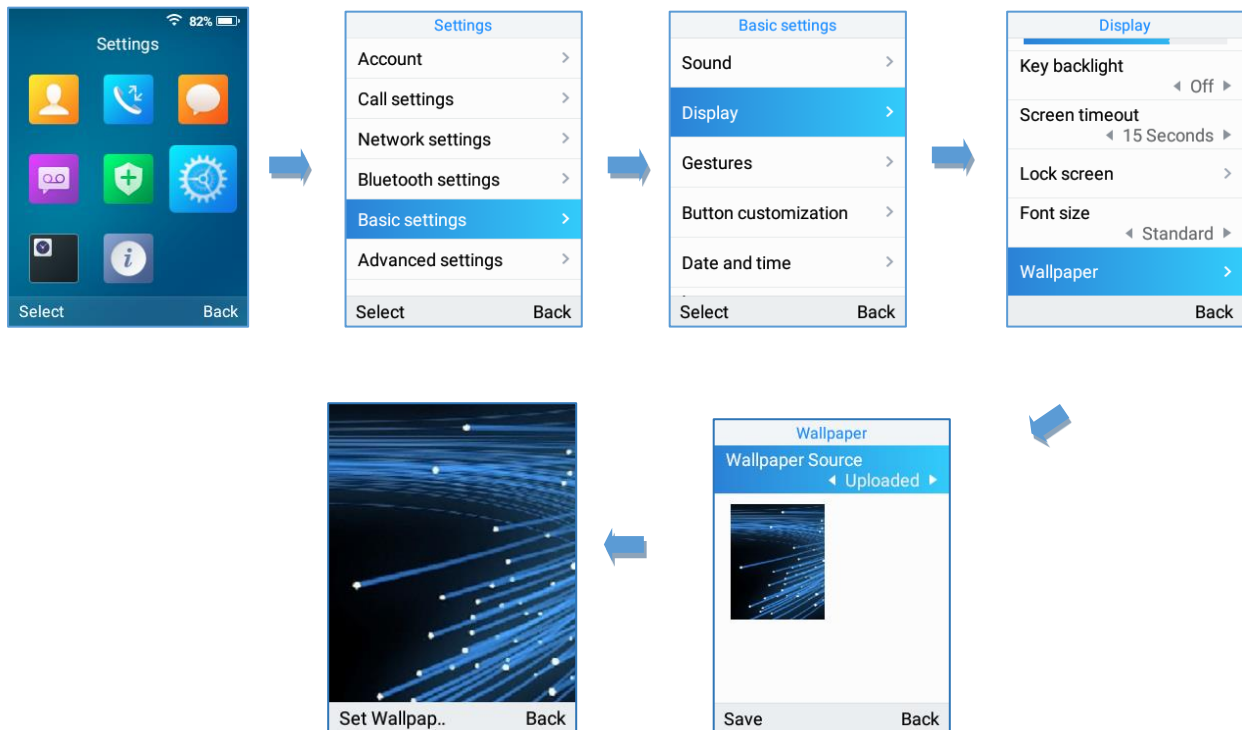 82%
Settings
Select Back
Settings
Account
Call settings
Network settings
Bluetooth settings
Basic settings
Advanced settings
Select Back
Basic settings
Sound
Display
Gestures
Button customization
Date and time
Select Back
Display
Key backlight
Off
Screen timeout
15 Seconds
Lock screen
Font size
Standard
Wallpaper
Back
Wallpaper
Wallpaper Source
Uploaded
Save Back
Set Wallpap.. Back